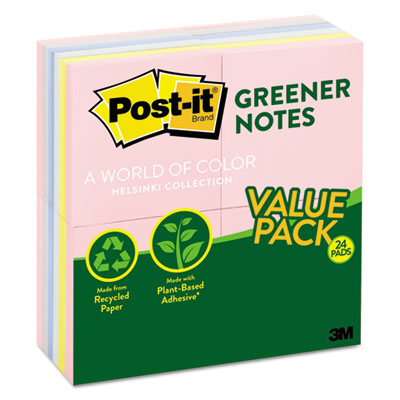 Post-it
Brand
GREENER
NOTES
A WORLD OF COLOR
HELSINKI COLLECTION
VALUE
PACK
24
PADS
Made from
Recycled
Paper
Made with
Plant-Based
Adhesive*
3M